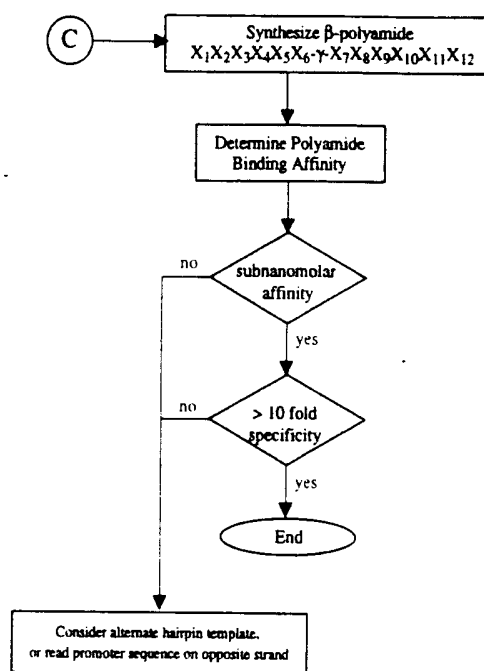 C
Synthesize β-polyamide
X₁X₂X₃X₄X₅X₆-γ-X₇X₈X₉X₁₀X₁₁X₁₂
Determine Polyamide
Binding Affinity
no
subnanomolar
affinity
yes
no
> 10 fold
specificity
yes
End
Consider alternate hairpin template,
or read promoter sequence on opposite strand